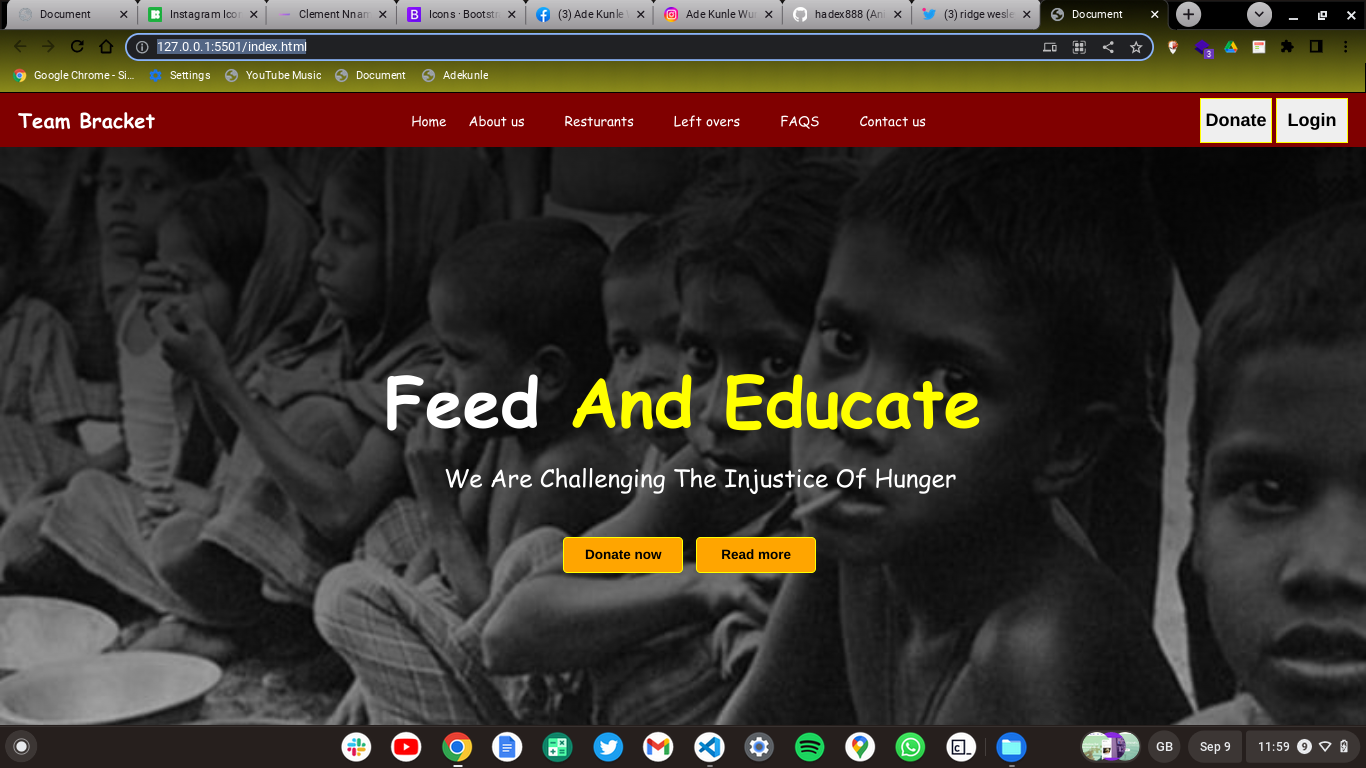 Document
Instagram Icor
Clement Nnam
B
Icons · Bootstr
(3) Ade Kunle
Ade Kunle Wu
hadex888 (An
(3) ridge wesle
Document
127.0.0.1:5501/index.html
3
Google Chrome - Si...
Settings
YouTube Music
Document
Adekunle
Team Bracket
Home
About us
Resturants
Left overs
FAQS
Contact us
Donate
Login
Feed And Educate
We Are Challenging The Injustice Of Hunger
Donate now
Read more
GB
Sep 9
11:59
9